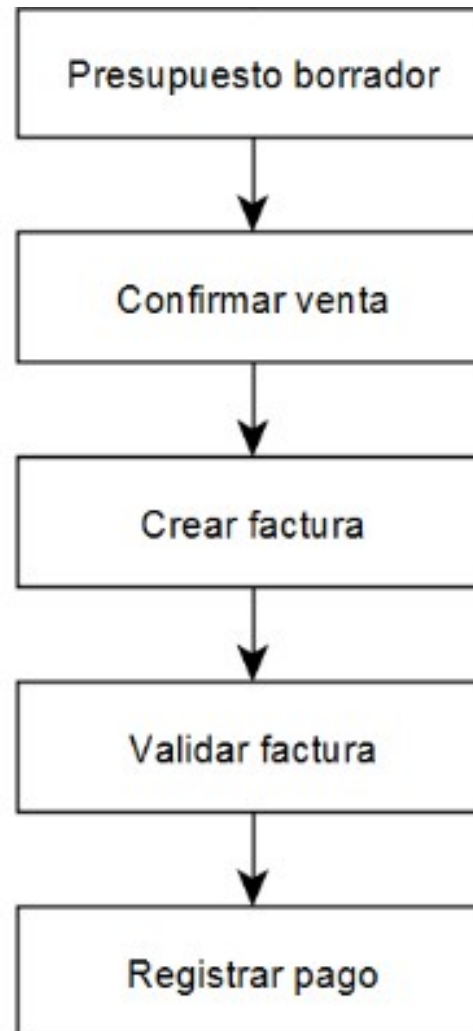 Presupuesto borrador
Confirmar venta
Crear factura
Validar factura
Registrar pago